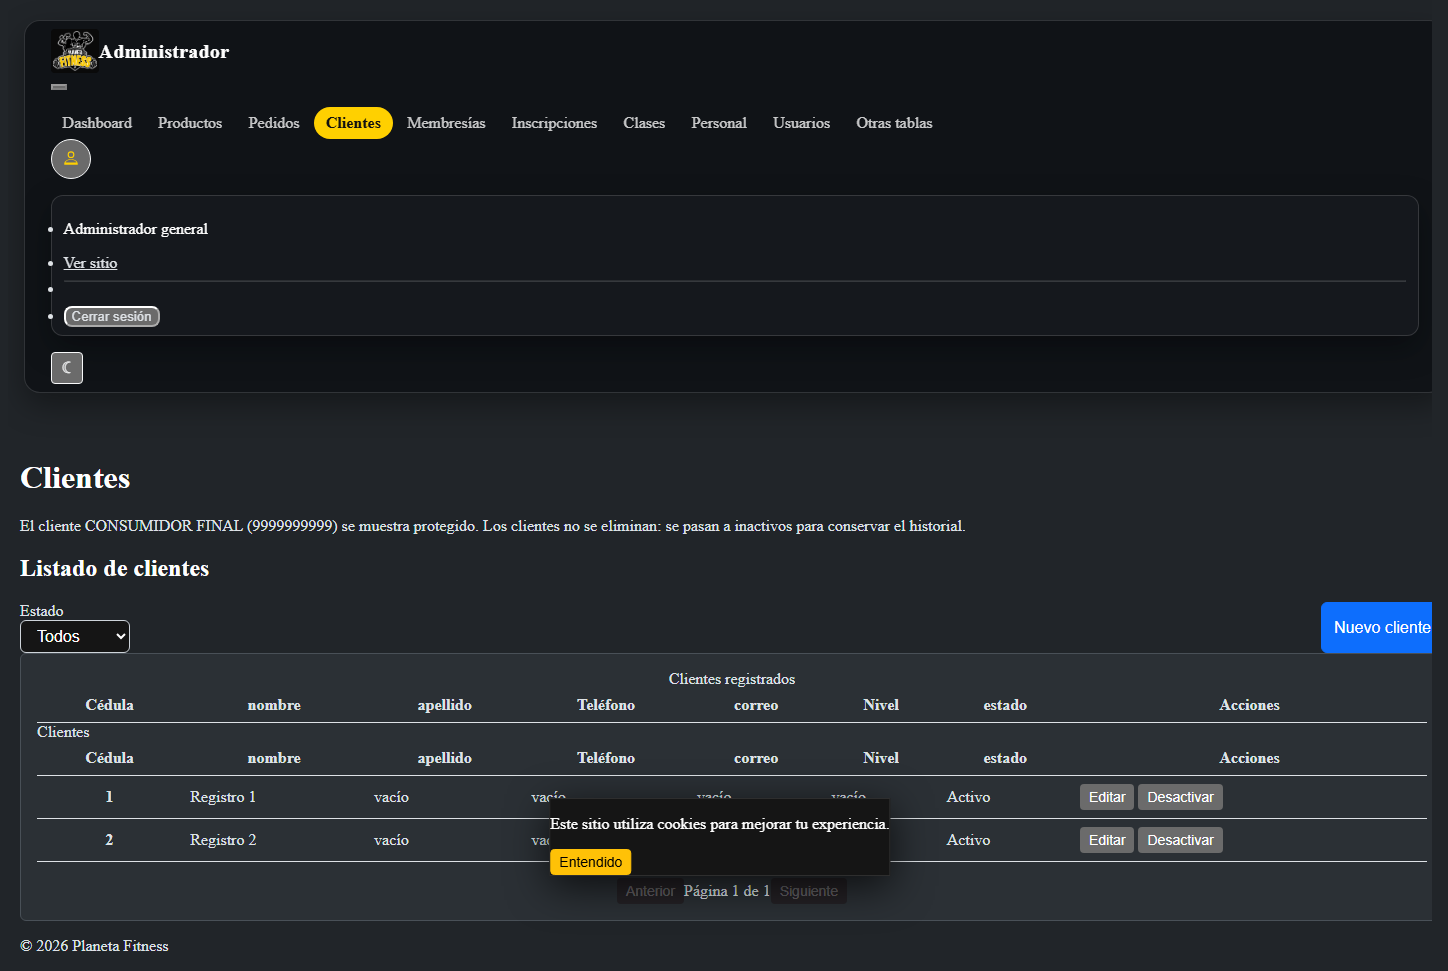 PLANETA
FITNESS
Administrador
Dashboard Productos Pedidos Clientes Membresías Inscripciones Clases Personal Usuarios Otras tablas
Administrador general
Ver sitio
Cerrar sesión
Clientes
El cliente CONSUMIDOR FINAL (9999999999) se muestra protegido. Los clientes no se eliminan: se pasan a inactivos para conservar el historial.
Listado de clientes
Estado
Todos
Nuevo cliente
Clientes registrados
Cédula nombre apellido Teléfono correo Nivel estado Acciones
Clientes
Cédula nombre apellido Teléfono correo Nivel estado Acciones
1 Registro 1 vacío vacío vacío vacío Activo Editar Desactivar
2 Registro 2 vacío Activo Editar Desactivar
Este sitio utiliza cookies para mejorar tu experiencia.
Entendido
Anterior Página 1 de 1 Siguiente
© 2026 Planeta Fitness